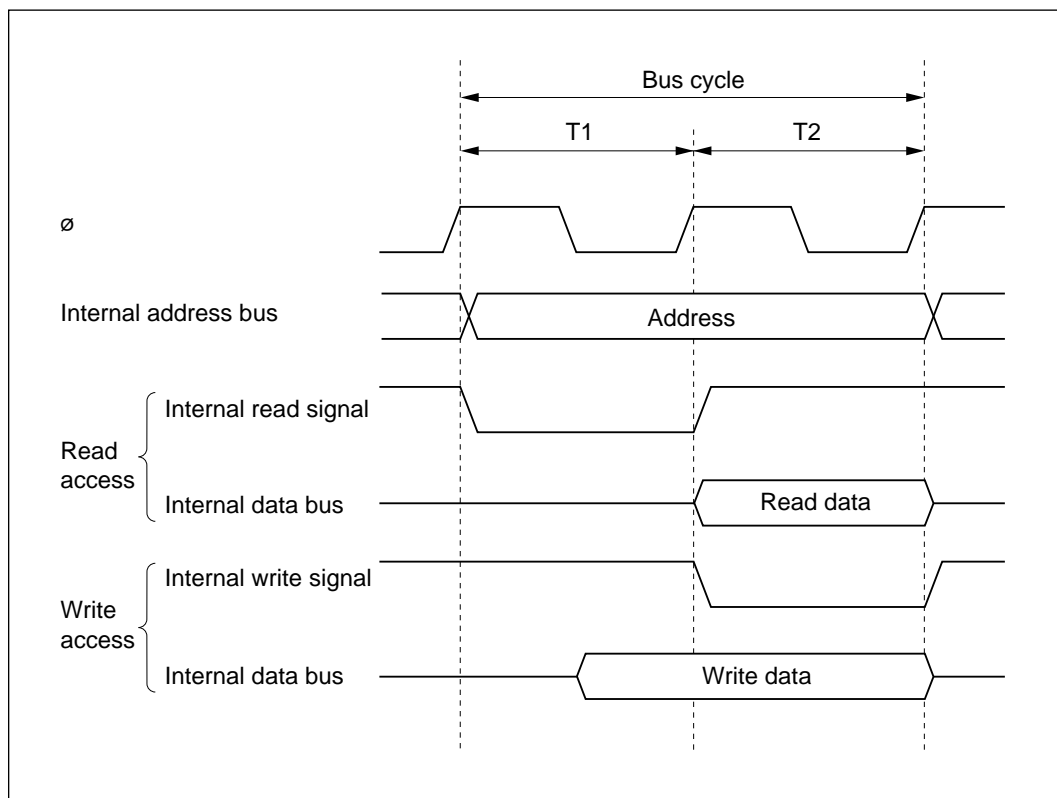 Bus cycle
T1
T2
ø
Internal address bus
Address
Internal read signal
Read
access
Internal data bus
Read data
Internal write signal
Write
access
Internal data bus
Write data